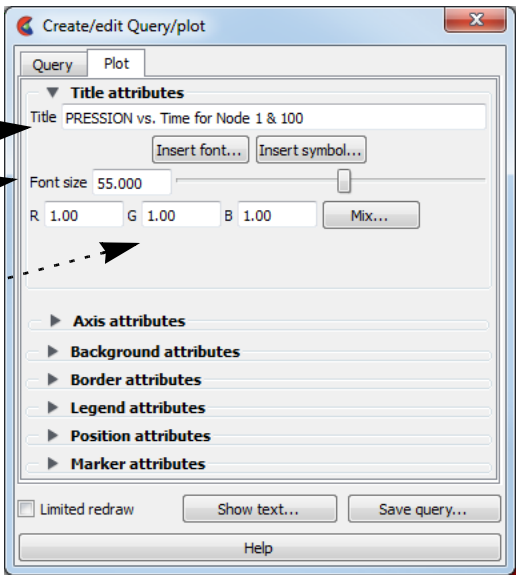 Create/edit Query/plot
Query Plot
Title attributes
Title PRESSION vs. Time for Node 1 & 100
Insert font... Insert symbol...
Font size 55.000
R 1.00 G 1.00 B 1.00 Mix...
Axis attributes
Background attributes
Border attributes
Legend attributes
Position attributes
Marker attributes
Limited redraw Show text... Save query...
Help